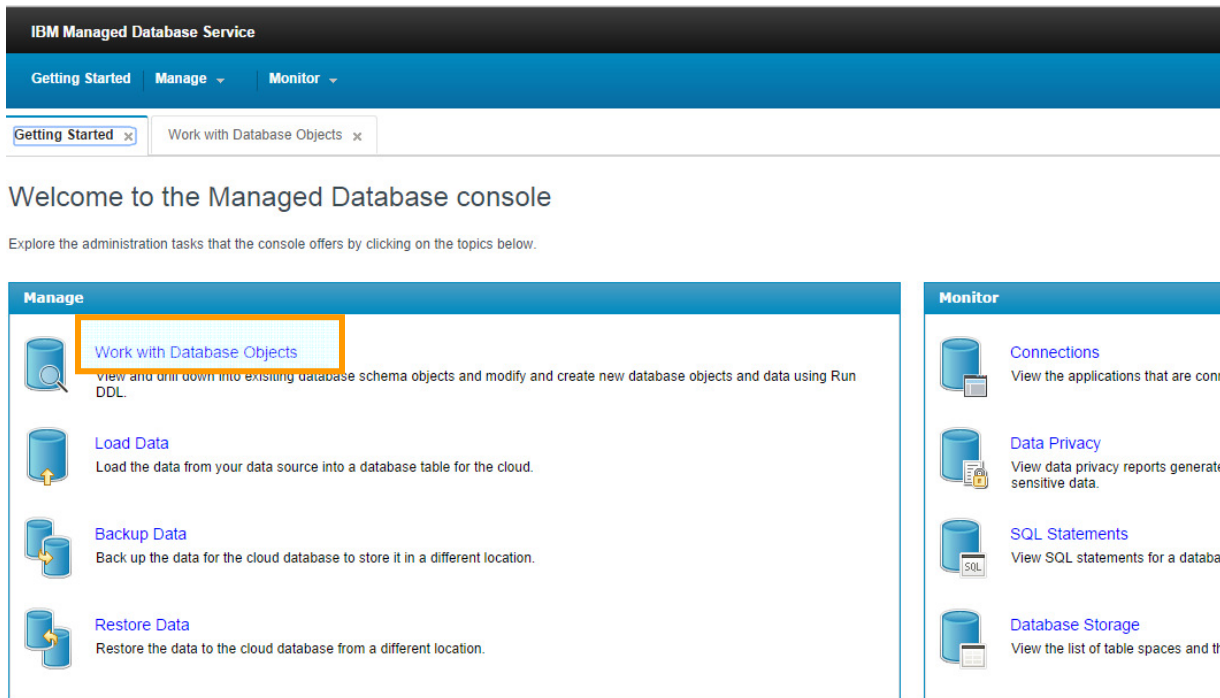 IBM Managed Database Service
Getting Started Manage Monitor
Getting Started x Work with Database Objects x
Welcome to the Managed Database console
Explore the administration tasks that the console offers by clicking on the topics below.
Manage
Work with Database Objects
View and drill down into exisiting database schema objects and modify and create new database objects and data using Run
DDL.
Load Data
Load the data from your data source into a database table for the cloud.
Backup Data
Back up the data for the cloud database to store it in a different location.
Restore Data
Restore the data to the cloud database from a different location.
Monitor
Connections
View the applications that are
Data Privacy
View data privacy reports
sensitive data.
SQL Statements
SQL
View SQL statements for a
Database Storage
View the list of table spaces and